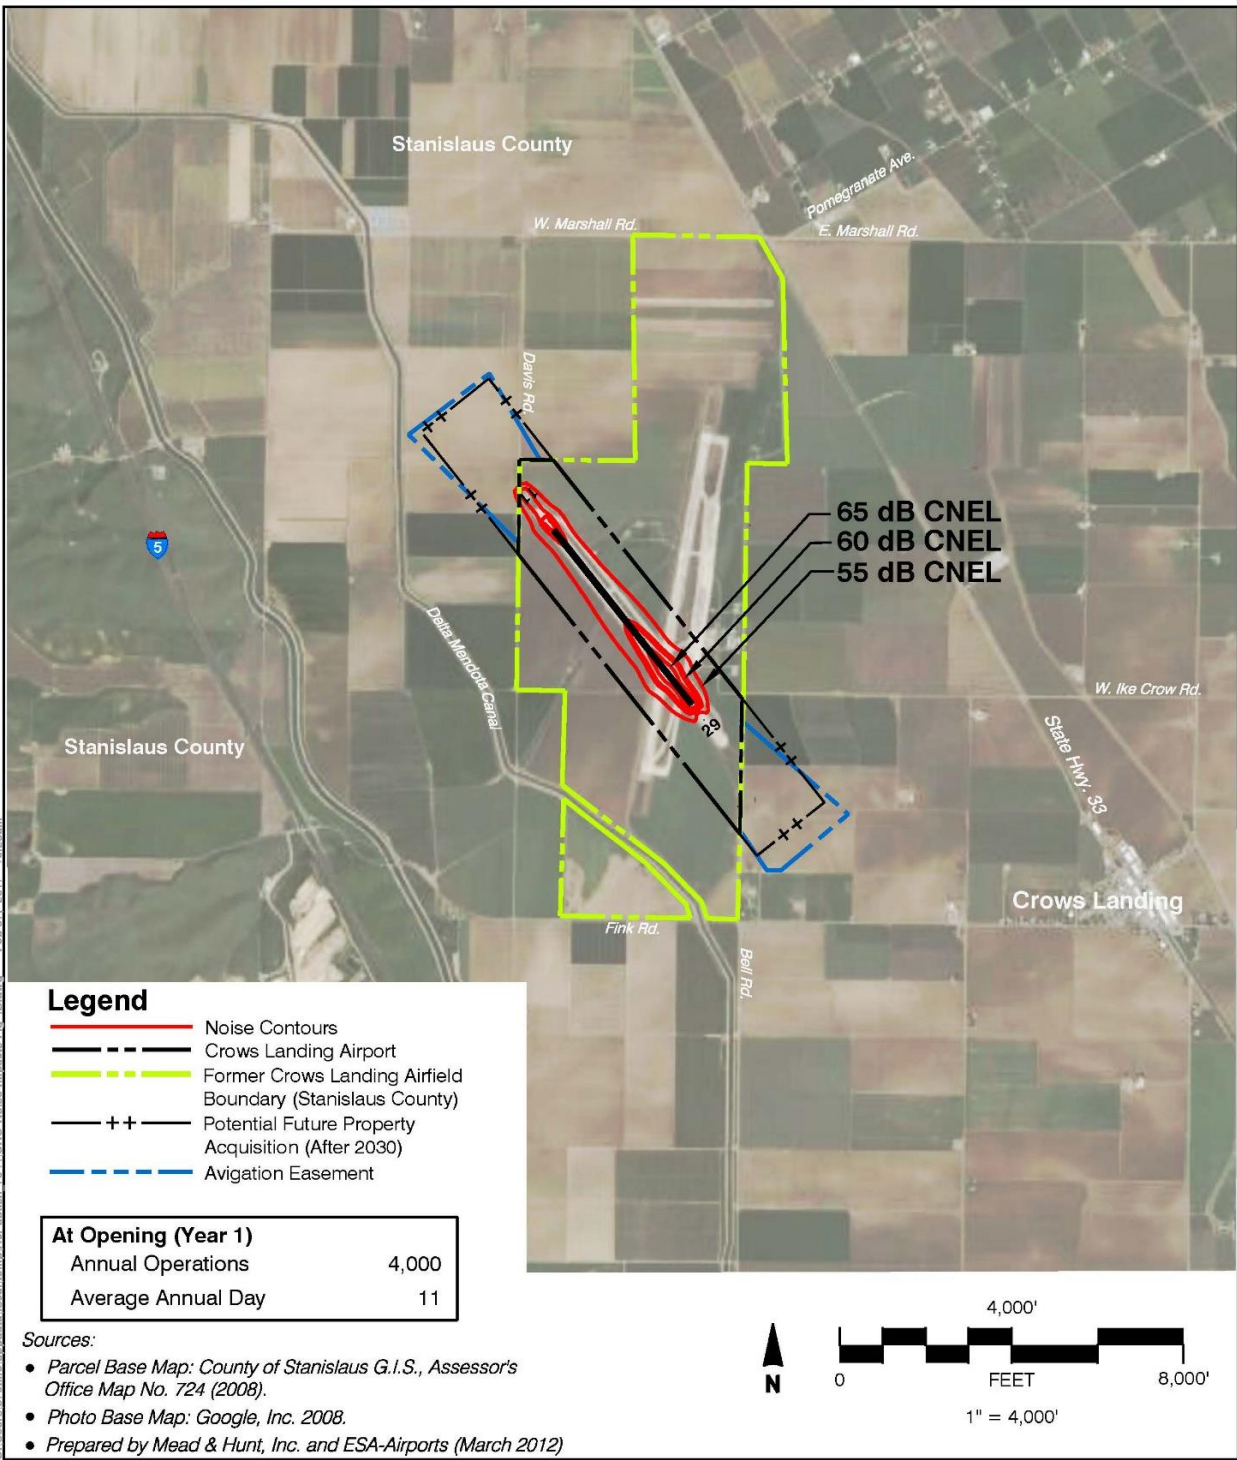 Stanislaus County
Pomegranate Ave.
W. Marshall Rd.
E. Marshall Rd.
Davis Rd.
65 dB CNEL
60 dB CNEL
55 dB CNEL
5
Delta Mendota Canal
W. Ike Crow Rd.
29
State Hwy. 33
Stanislaus County
Crows Landing
Fink Rd.
Bell Rd.
Legend
Noise Contours
Crows Landing Airport
Former Crows Landing Airfield
Boundary (Stanislaus County)
Potential Future Property
Acquisition (After 2030)
Avigation Easement
At Opening (Year 1)
Annual Operations 4,000
Average Annual Day 11
Sources:
• Parcel Base Map: County of Stanislaus G.I.S., Assessor's
Office Map No. 724 (2008).
• Photo Base Map: Google, Inc. 2008.
• Prepared by Mead & Hunt, Inc. and ESA-Airports (March 2012)
N
4,000'
0 FEET 8,000'
1" = 4,000'